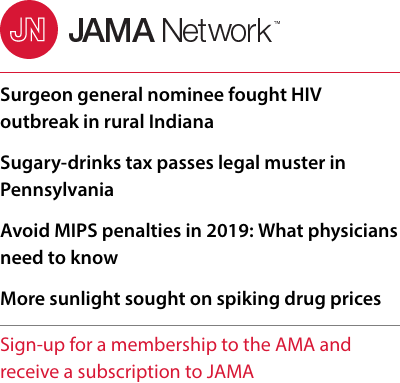 JN JAMA Network™
Surgeon general nominee fought HIV
outbreak in rural Indiana
Sugary-drinks tax passes legal muster in
Pennsylvania
Avoid MIPS penalties in 2019: What physicians
need to know
More sunlight sought on spiking drug prices
Sign-up for a membership to the AMA and
receive a subscription to JAMA